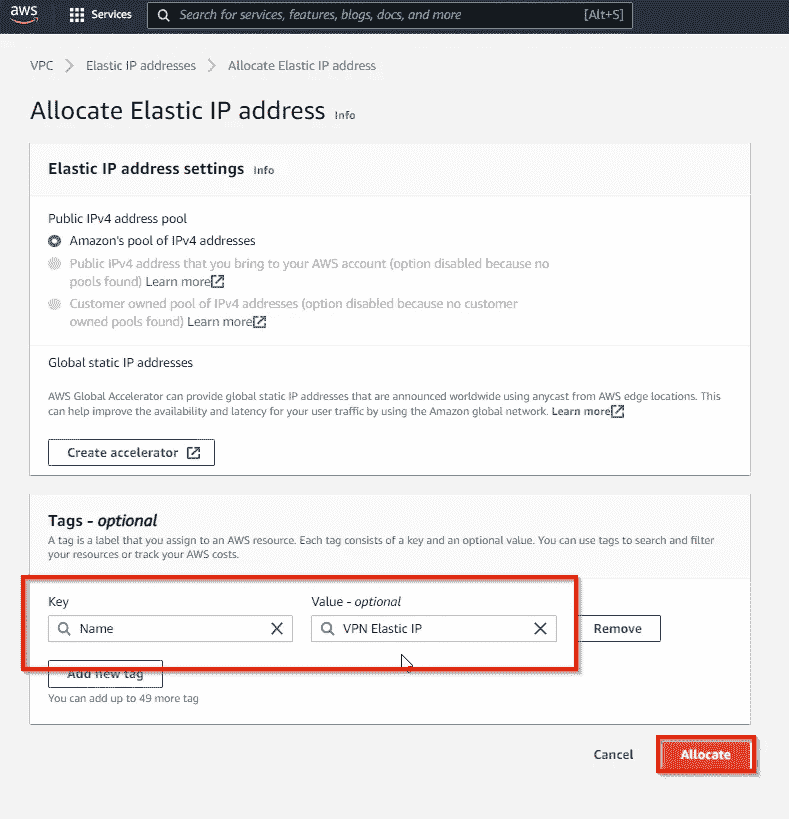 aws
Services
Search for services, features, blogs, docs, and more
[Alt+S]
VPC
Elastic IP addresses
Allocate Elastic IP address
Allocate Elastic IP address Info
Elastic IP address settings Info
Public IPv4 address pool
Amazon's pool of IPv4 addresses
Public IPv4 address that you bring to your AWS account (option disabled because no
pools found) Learn more
Customer owned pool of IPv4 addresses (option disabled because no customer
owned pools found) Learn more
Global static IP addresses
AWS Global Accelerator can provide global static IP addresses that are announced worldwide using anycast from AWS edge locations. This
can help improve the availability and latency for your user traffic by using the Amazon global network. Learn more
Create accelerator
Tags - optional
A tag is a label that you assign to an AWS resource. Each tag consists of a key and an optional value. You can use tags to search and filter
your resources or track your AWS costs.
Key
Value - optional
Name
VPN Elastic IP
Remove
Add new tag
You can add up to 49 more tag
Cancel
Allocate